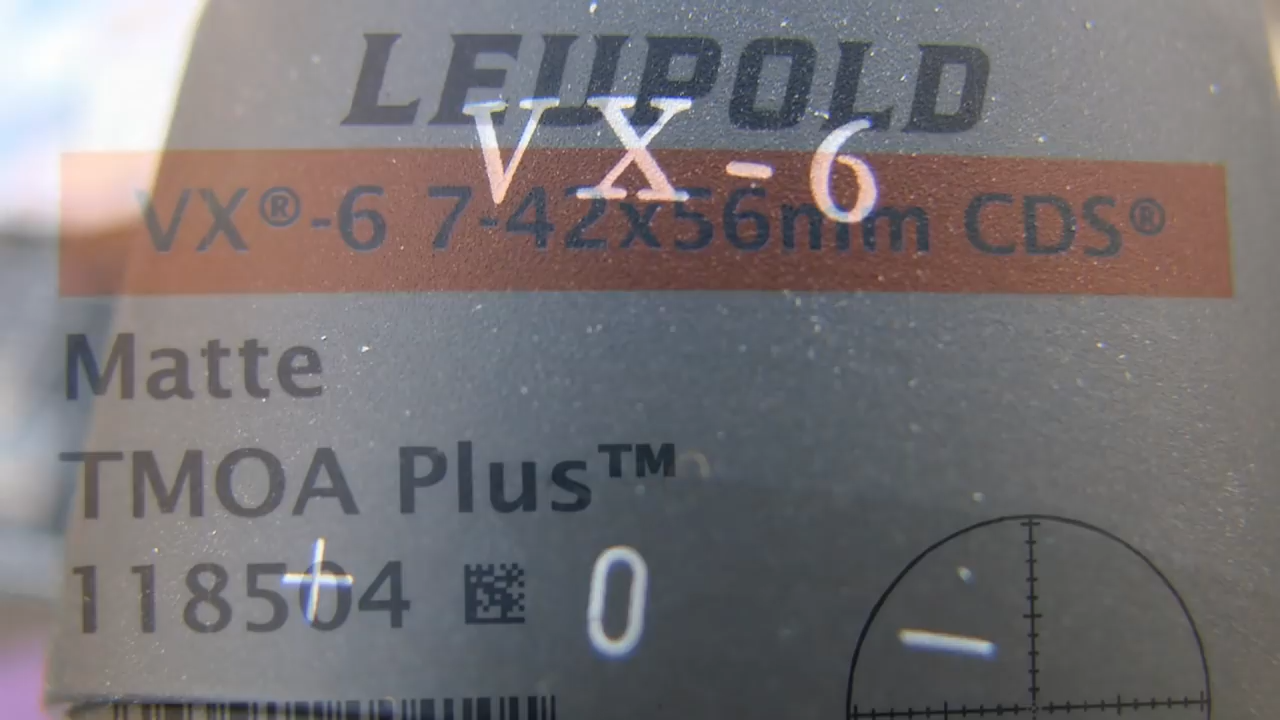 LEUPOLD
VX-6
VX®-6 7-42x56mm CDS®
Matte
TMOA Plus™
118504
+ 0 -